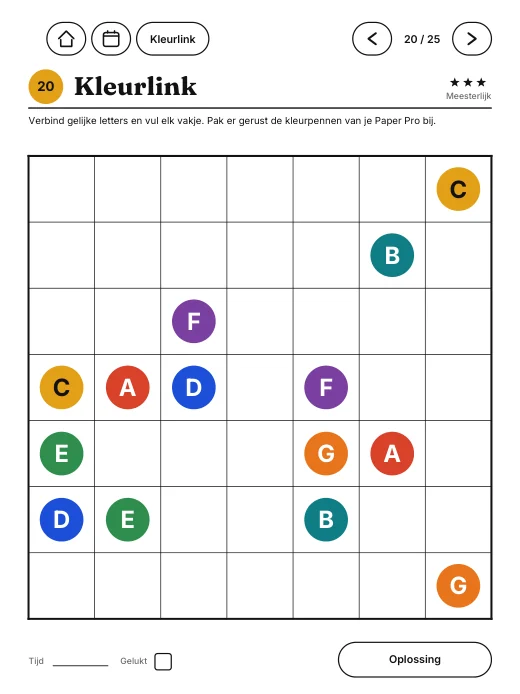 Kleurlink
20 / 25
20
Kleurlink
★★★
Meesterlijk
Verbind gelijke letters en vul elk vakje. Pak er gerust de kleurpennen van je Paper Pro bij.
C
B
F
C A D F
E G A
D E B
G
Tijd Gelukt
Oplossing